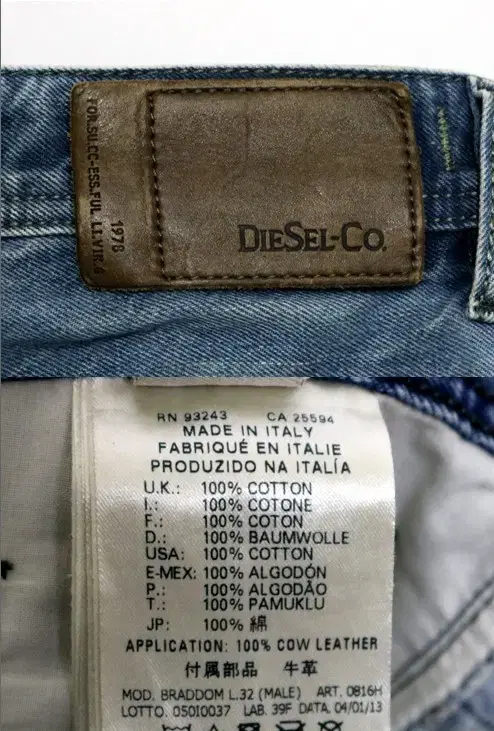 FOR.SU.CC-ESS.FUL. LI.VIN.G
1978
DIESEL-CO.
RN 93243 CA 25594
MADE IN ITALY
FABRIQUÉ EN ITALIE
PRODUZIDO NA ITALÍA
U.K.: 100% COTTON
I.: 100% COTONE
F.: 100% COTON
D.: 100% BAUMWOLLE
USA: 100% COTTON
E-MEX: 100% ALGODÓN
P.: 100% ALGODÃO
T.: 100% PAMUKLU
JP: 100% 綿
APPLICATION: 100% COW LEATHER
付属部品 牛革
MOD. BRADDOM L.32 (MALE) ART. 0816H
LOTTO. 050I0037 LAB. 39F DATA. 04/01/13